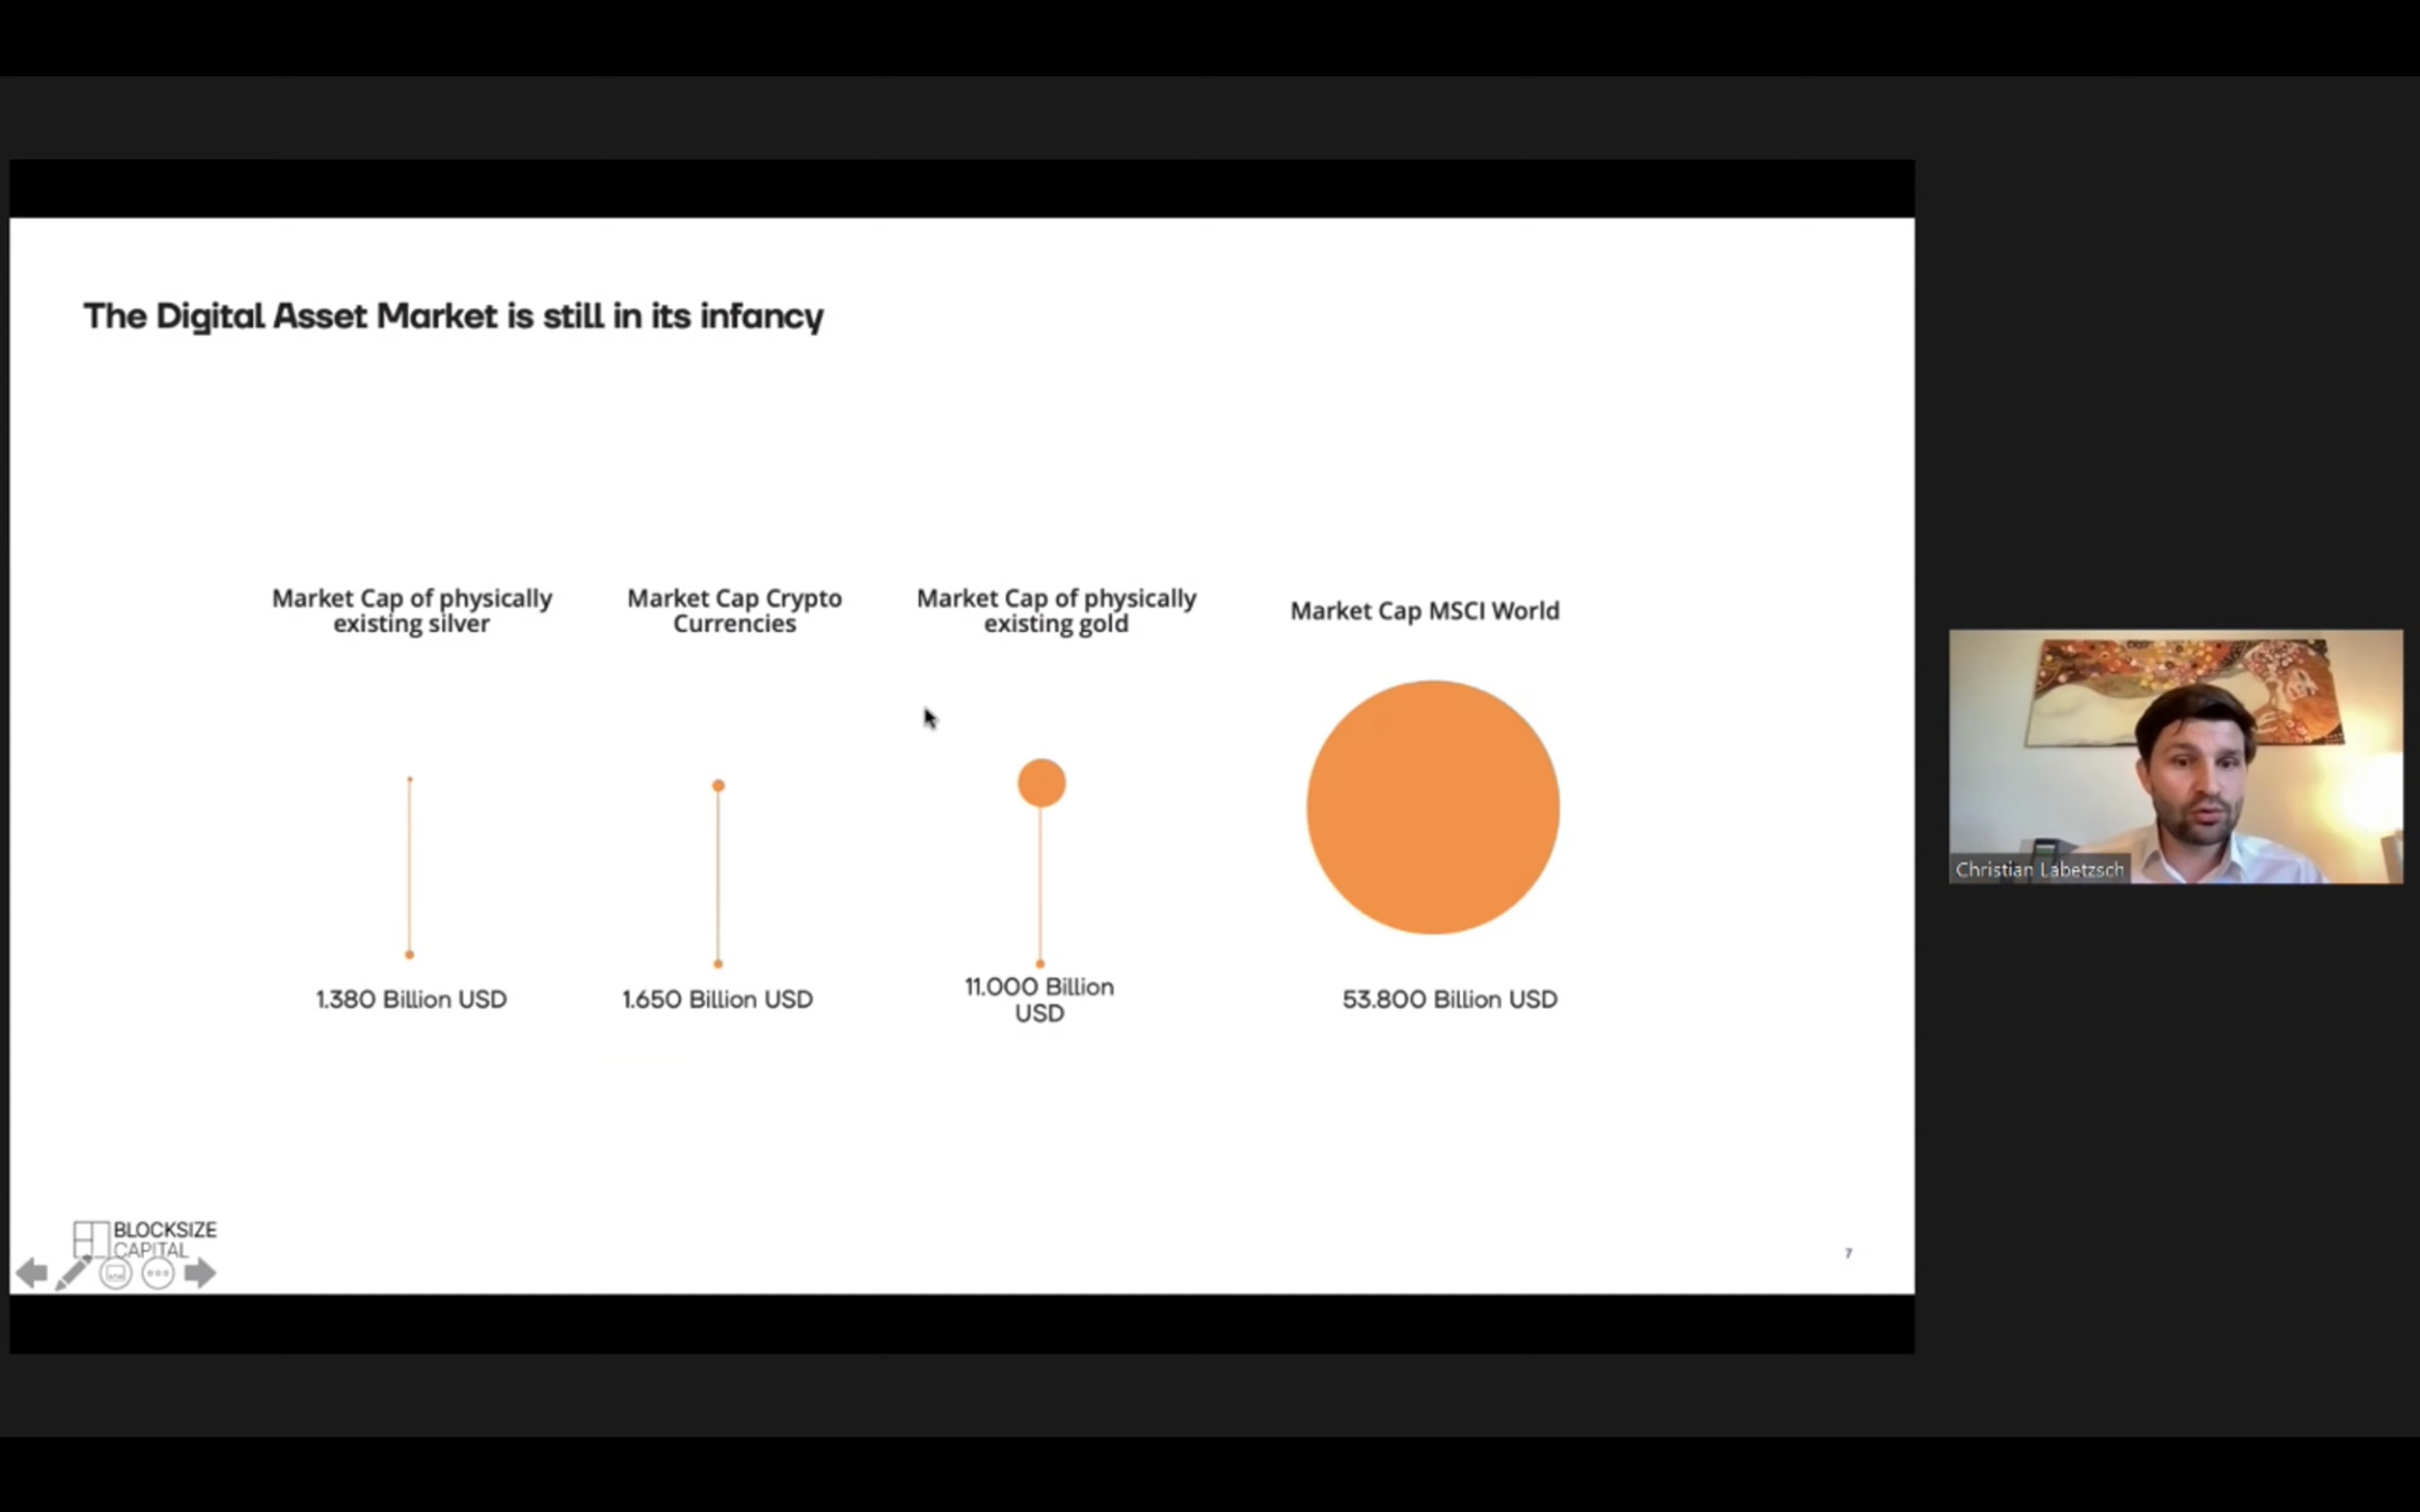 The Digital Asset Market is still in its infancy
Market Cap of physically
existing silver
Market Cap Crypto
Currencies
Market Cap of physically
existing gold
Market Cap MSCI World
1.380 Billion USD
1.650 Billion USD
11.000 Billion
USD
53.800 Billion USD
Christian Labetzsch
BLOCKSIZE
CAPITAL
7